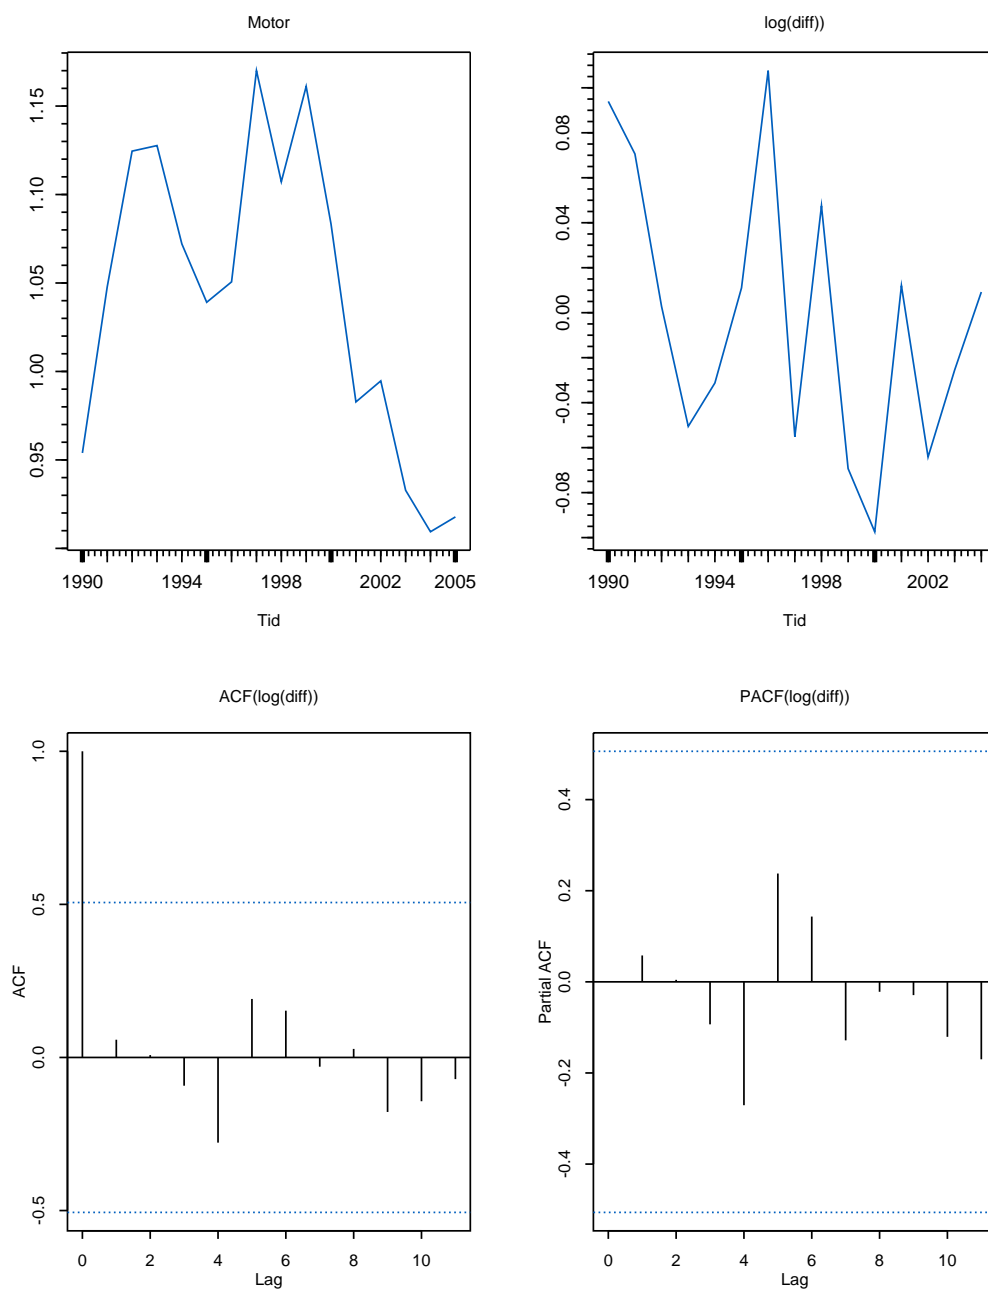 Motor
1.15
1.10
1.05
1.00
0.95
1990 1994 1998 2002 2005
Tid
log(diff))
0.08
0.04
0.00
-0.04
-0.08
1990 1994 1998 2002
Tid
ACF(log(diff))
ACF
1.0
0.5
0.0
-0.5
0 2 4 6 8 10
Lag
PACF(log(diff))
Partial ACF
0.4
0.2
0.0
-0.2
-0.4
0 2 4 6 8 10
Lag